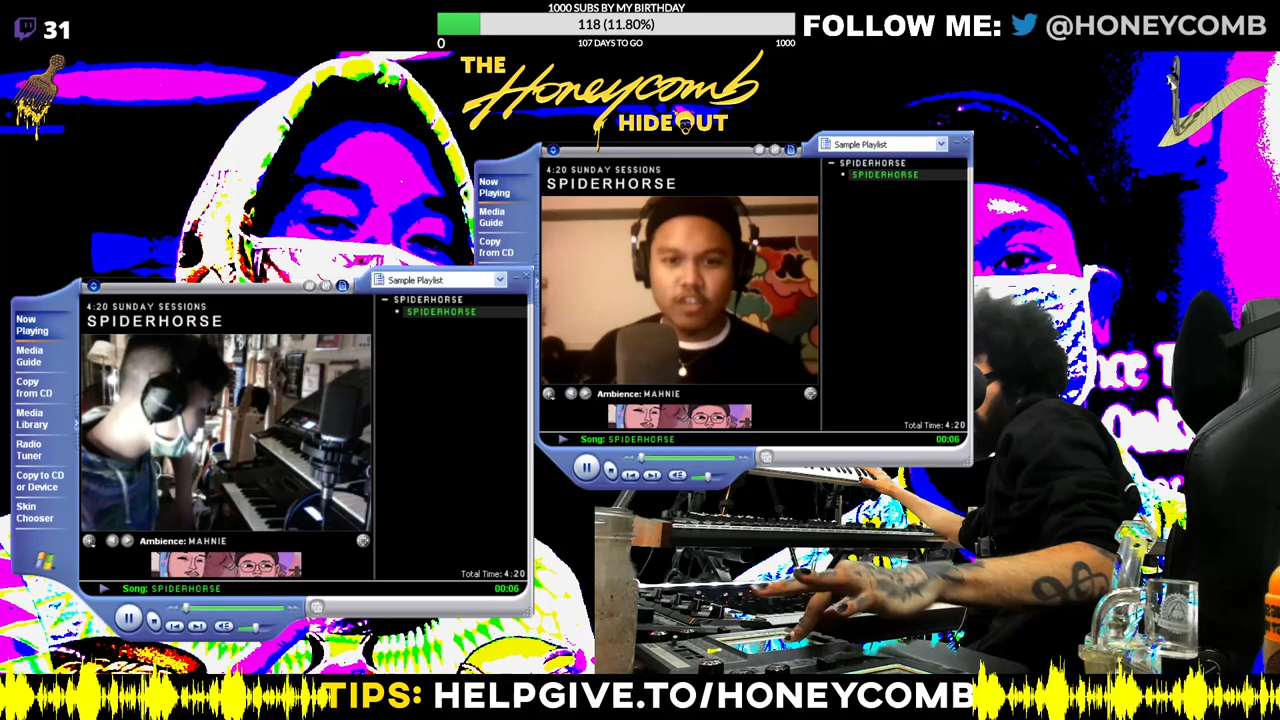 31
1000 SUBS BY MY BIRTHDAY
118 (11.80%)
0
107 DAYS TO GO
1000
FOLLOW ME: @HONEYCOMB
THE
Honeycomb
HIDEOUT
Sample Playlist
4:20 SUNDAY SESSIONS
SPIDERHORSE
SPIDERHORSE
SPIDERHORSE
Now
Playing
Media
Guide
Copy
from CD
Ambience: MAHNIE
Total Time: 4:20
Song: SPIDERHORSE
00:06
Sample Playlist
4:20 SUNDAY SESSIONS
SPIDERHORSE
SPIDERHORSE
SPIDERHORSE
Now
Playing
Media
Guide
Copy
from CD
Media
Library
Radio
Tuner
Copy to CD
or Device
Skin
Chooser
Ambience: MAHNIE
Total Time: 4:20
Song: SPIDERHORSE
00:06
TIPS: HELPGIVE.TO/HONEYCOMB